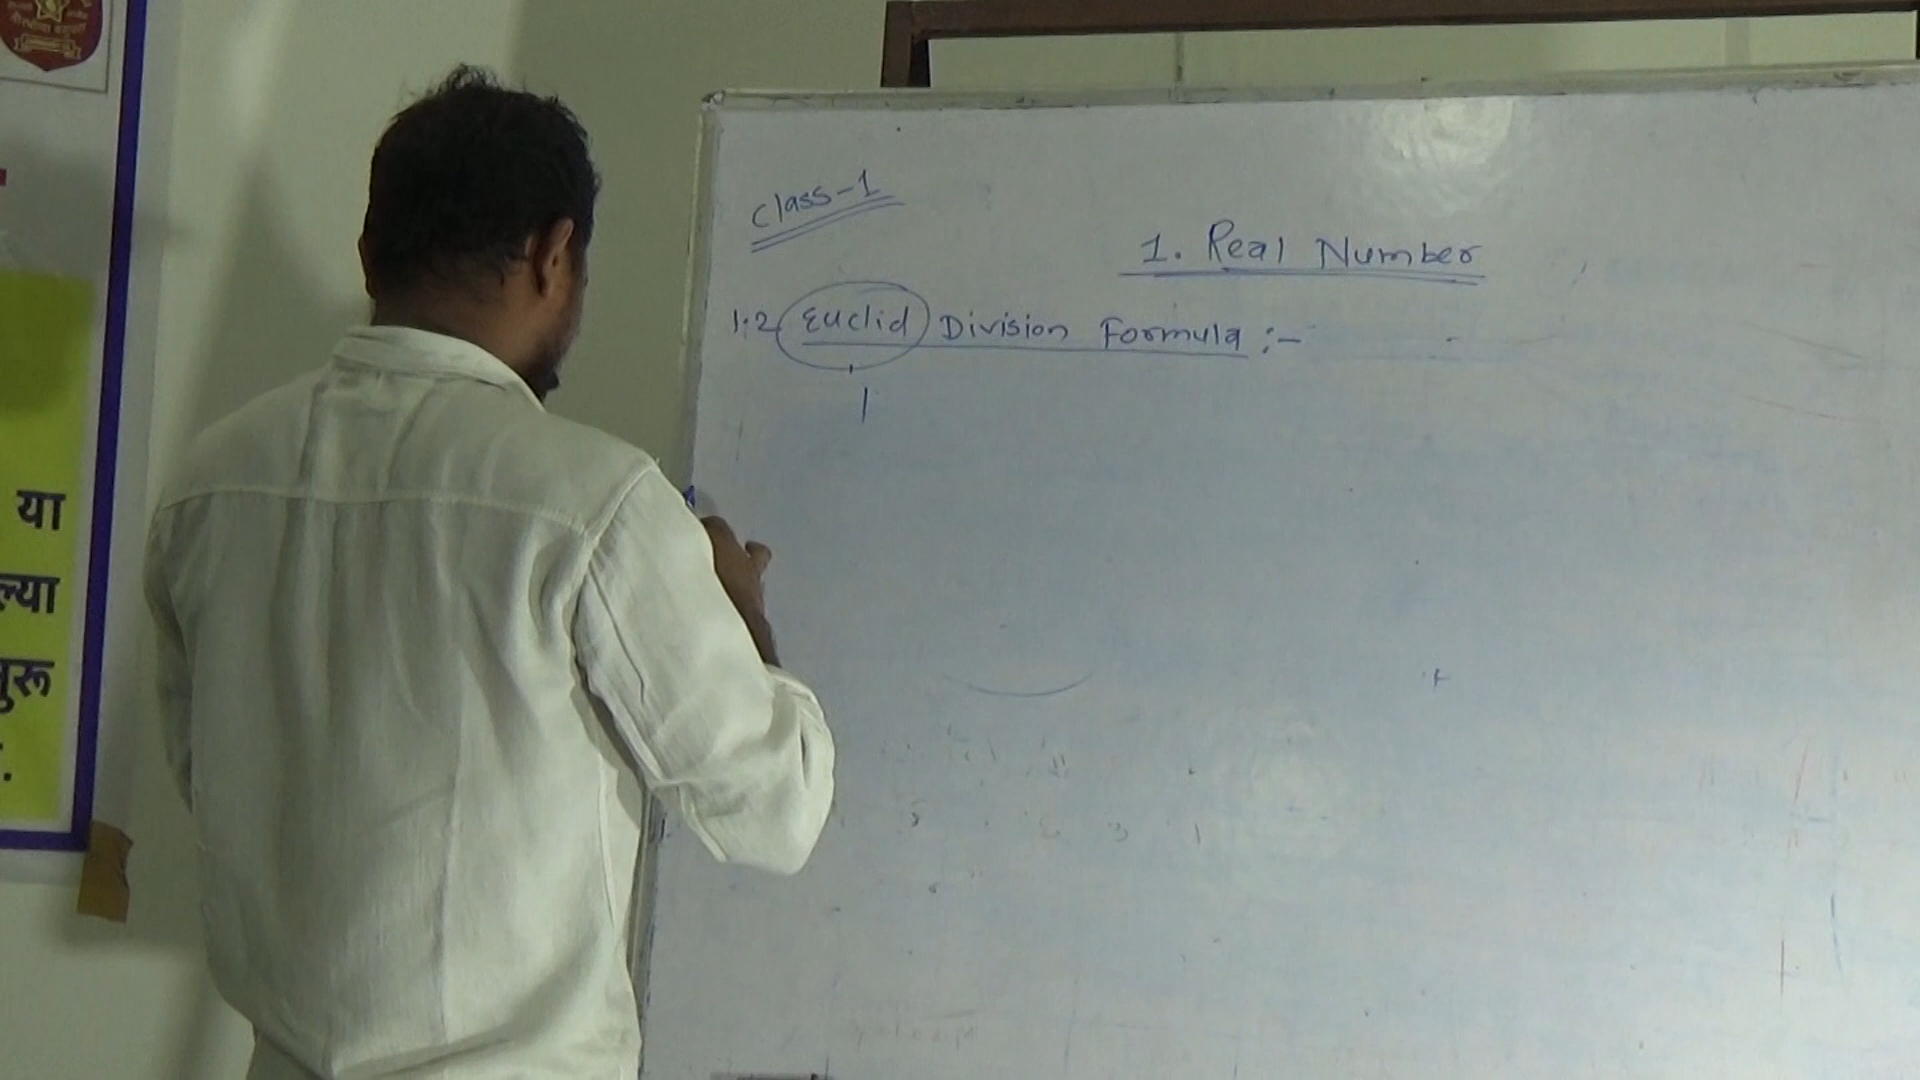 Class-1
1. Real Number
1.2 Euclid Division Formula :-
या
ल्या